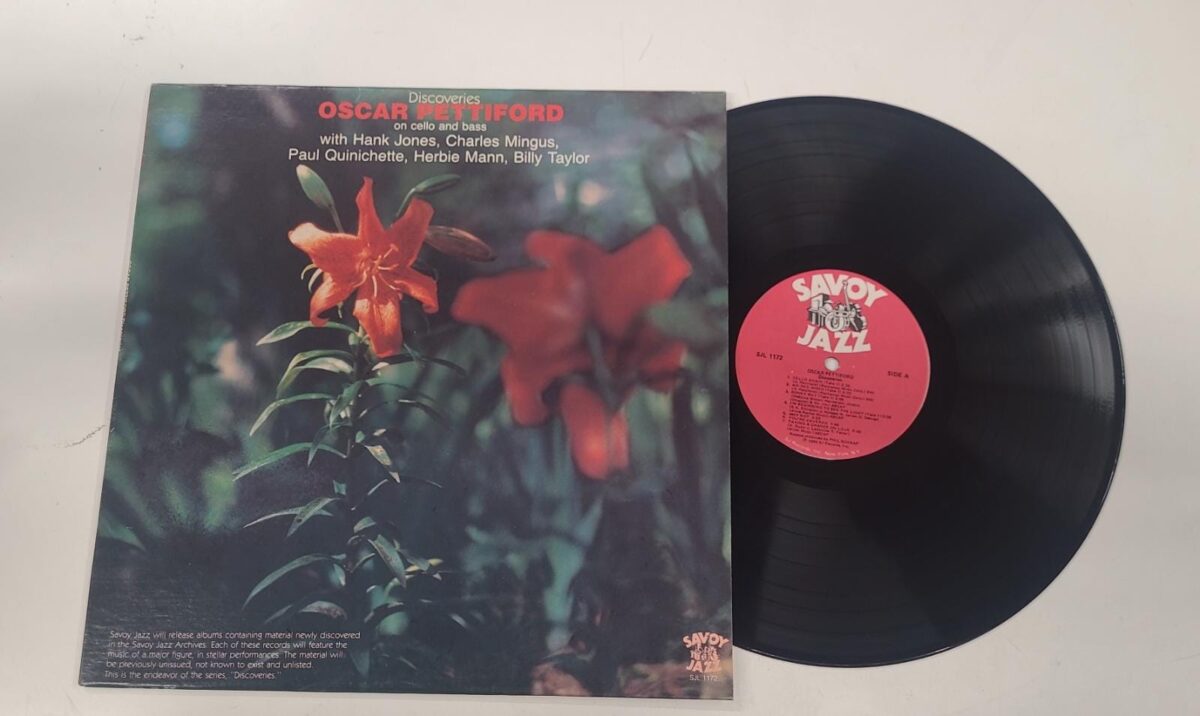 Discoveries
OSCAR PETTIFORD
on cello and bass
with Hank Jones, Charles Mingus,
Paul Quinichette, Herbie Mann, Billy Taylor
Savoy Jazz will release albums containing material newly discovered
in the Savoy Jazz Archives. Each of these records will feature the
music of a major figure, in stellar performances. The material will
be previously unissued, not known to exist and unlisted.
This is the endeavor of the series, "Discoveries."
SAVOY
JAZZ
SJL 1172
SAVOY
JAZZ
SJL 1172
SIDE A
OSCAR PETTIFORD
Discoveries